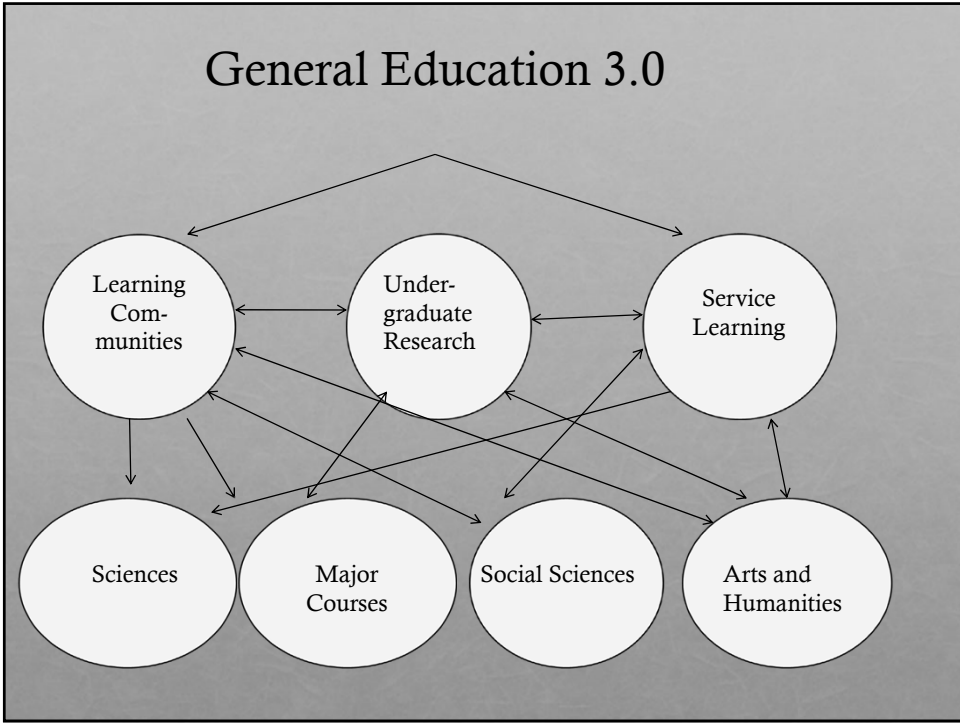 General Education 3.0
Learning
Com-
munities
Under-
graduate
Research
Service
Learning
Sciences
Major
Courses
Social Sciences
Arts and
Humanities